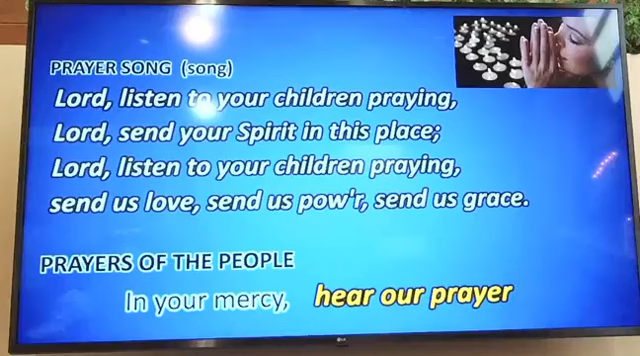 PRAYER SONG (song)
Lord, listen to your children praying,
Lord, send your Spirit in this place;
Lord, listen to your children praying,
send us love, send us pow'r, send us grace.
PRAYERS OF THE PEOPLE
In your mercy, hear our prayer
LG